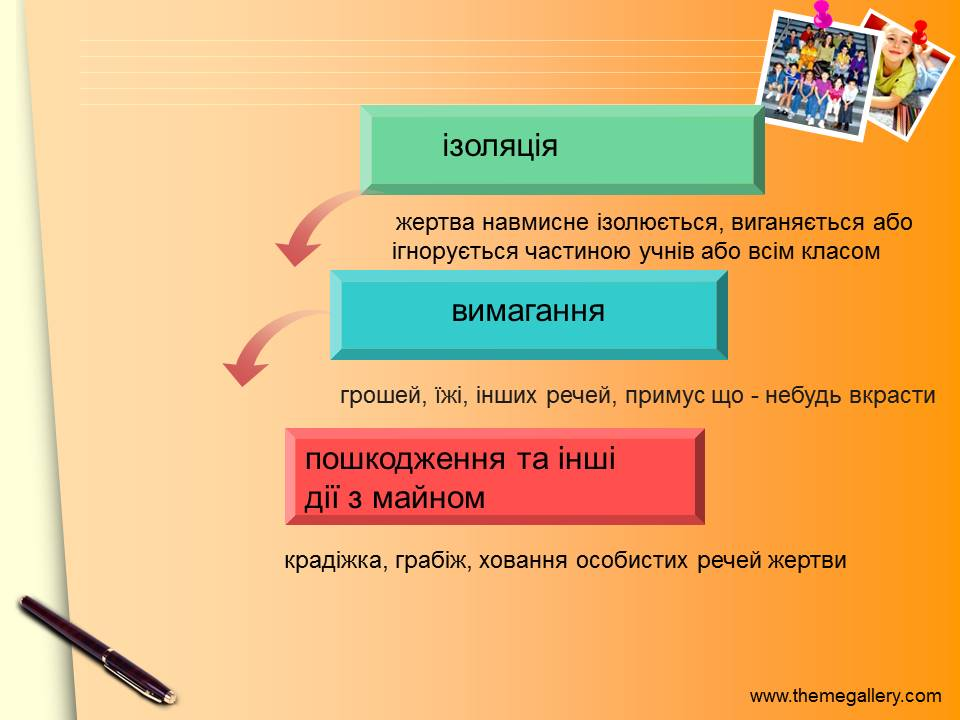 ізоляція
жертва навмисне ізолюється, виганяється або
ігнорується частиною учнів або всім класом
вимагання
грошей, їжі, інших речей, примус що - небудь вкрасти
пошкодження та інші
дії з майном
крадіжка, грабіж, ховання особистих речей жертви
www.themegallery.com